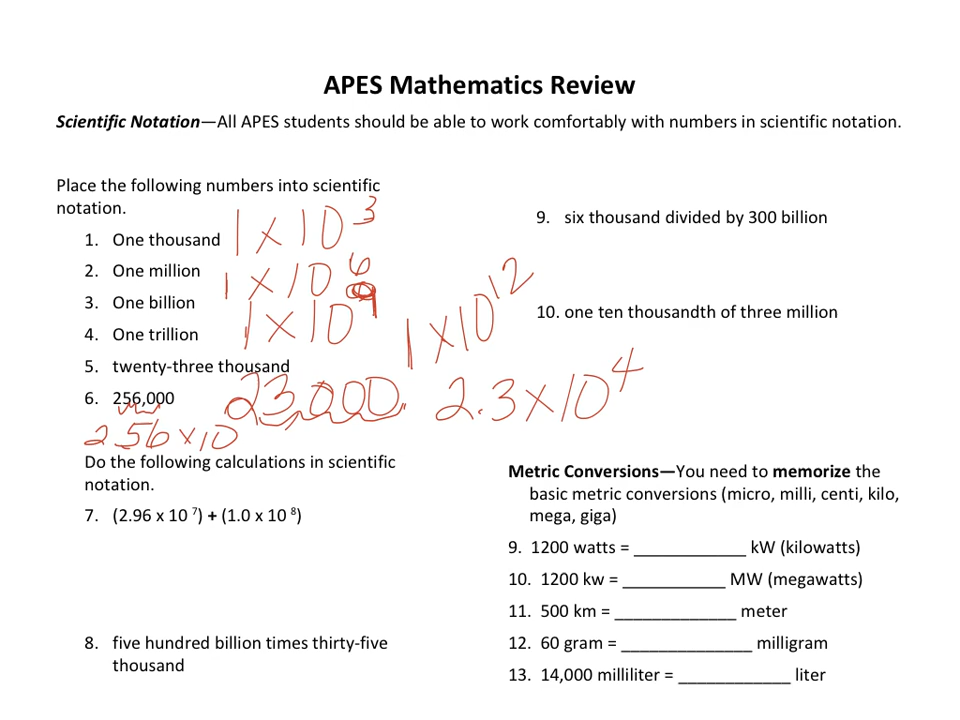 APES Mathematics Review
Scientific Notation—All APES students should be able to work comfortably with numbers in scientific notation.
Place the following numbers into scientific
notation.
1. One thousand 1 x 10 3
2. One million 1 x 10 6
3. One billion 1 x 10 9
4. One trillion 1 x 10 12
5. twenty-three thousand
6. 256,000 23,000. 2.3 x 10 4
2.56 x 10
Do the following calculations in scientific
notation.
7. (2.96 x 10 7) + (1.0 x 10 8)
8. five hundred billion times thirty-five
thousand
9. six thousand divided by 300 billion
10. one ten thousandth of three million
Metric Conversions—You need to memorize the
basic metric conversions (micro, milli, centi, kilo,
mega, giga)
9. 1200 watts = ____________ kW (kilowatts)
10. 1200 kw = ___________ MW (megawatts)
11. 500 km = _____________ meter
12. 60 gram = ______________ milligram
13. 14,000 milliliter = ____________ liter